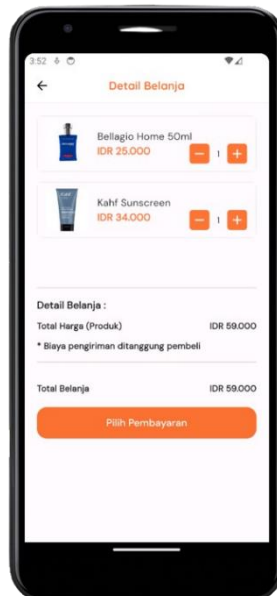 3:52
Detail Belanja
Bellagio Home 50ml
IDR 25.000
1
Kahf Sunscreen
IDR 34.000
1
Detail Belanja :
Total Harga (Produk) IDR 59.000
* Biaya pengiriman ditanggung pembeli
Total Belanja IDR 59.000
Pilih Pembayaran